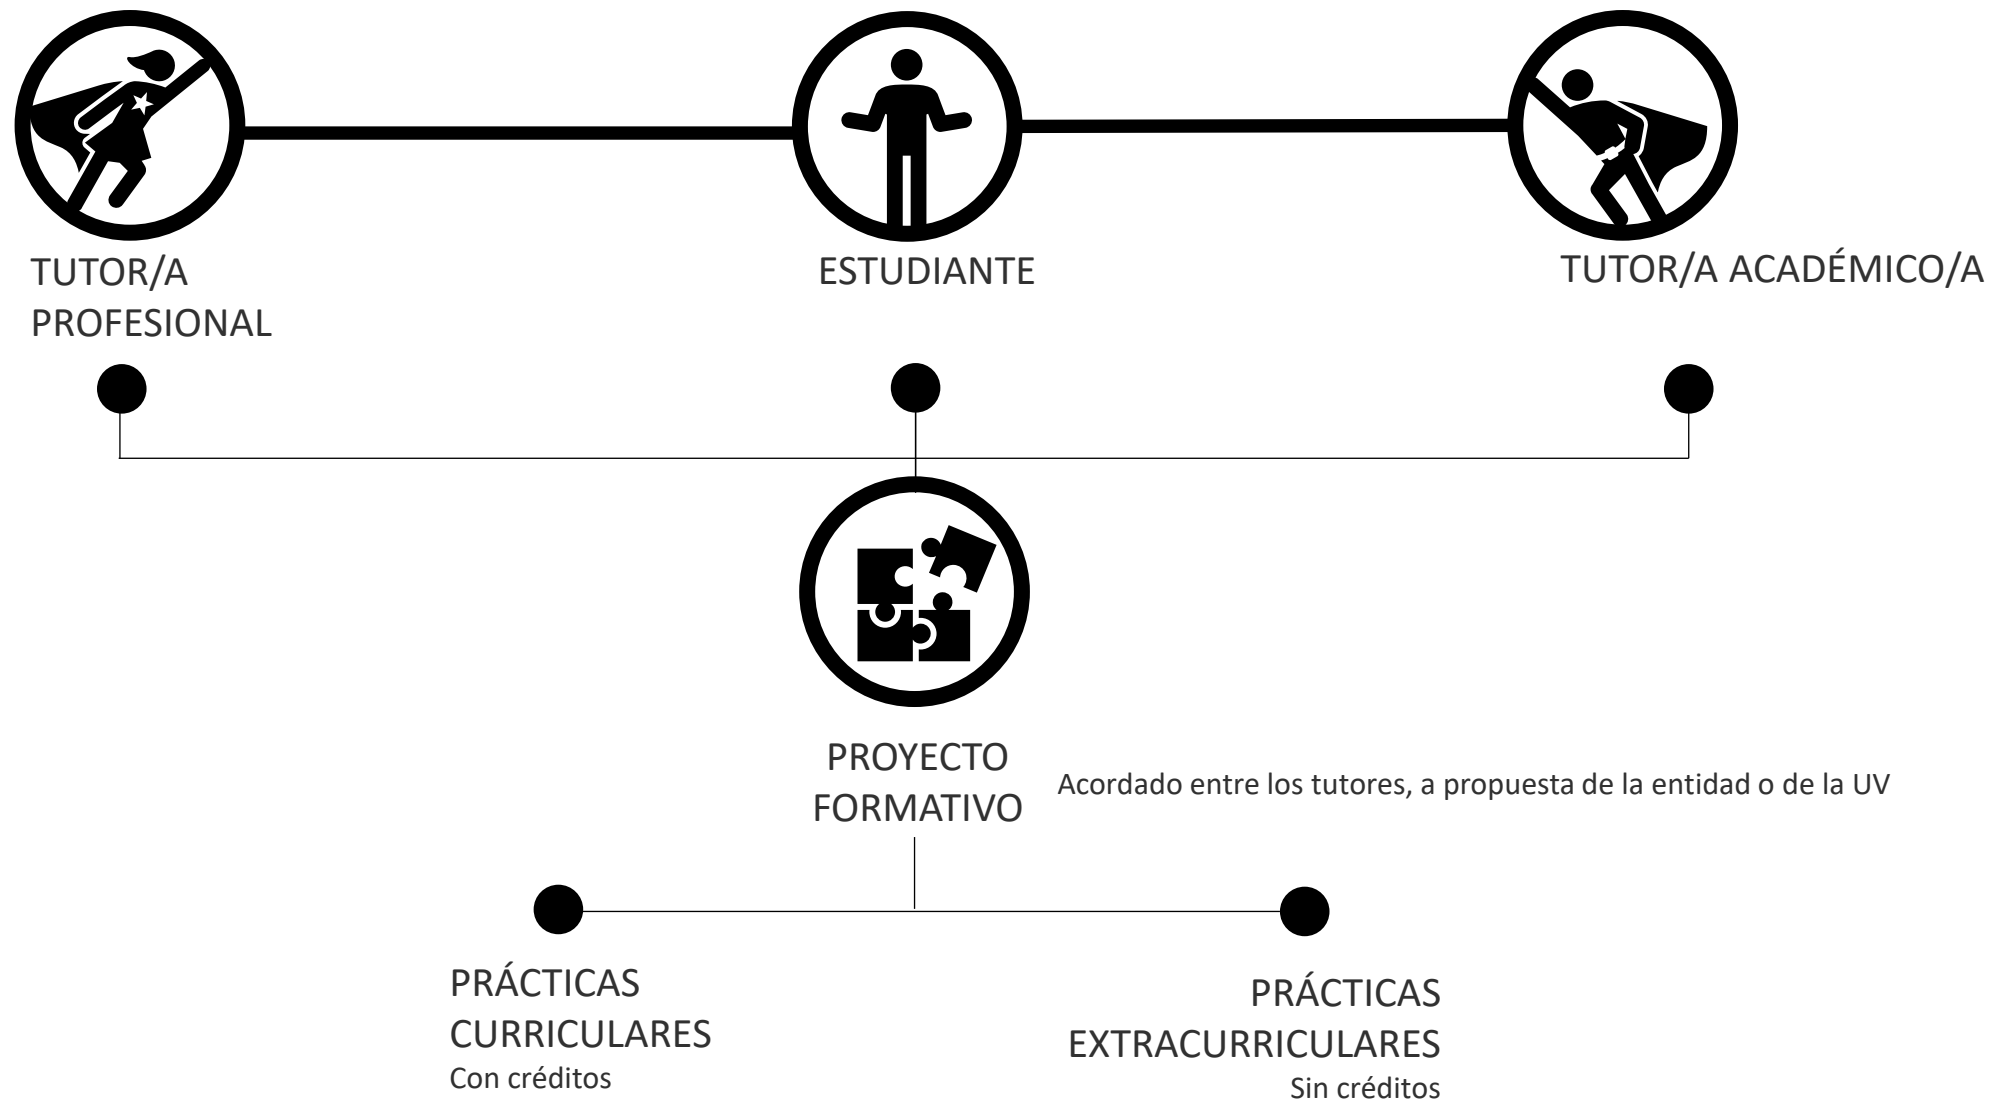 TUTOR/A
PROFESIONAL
ESTUDIANTE
TUTOR/A ACADÉMICO/A
PROYECTO
FORMATIVO
Acordado entre los tutores, a propuesta de la entidad o de la UV
PRÁCTICAS
CURRICULARES
Con créditos
PRÁCTICAS
EXTRACURRICULARES
Sin créditos